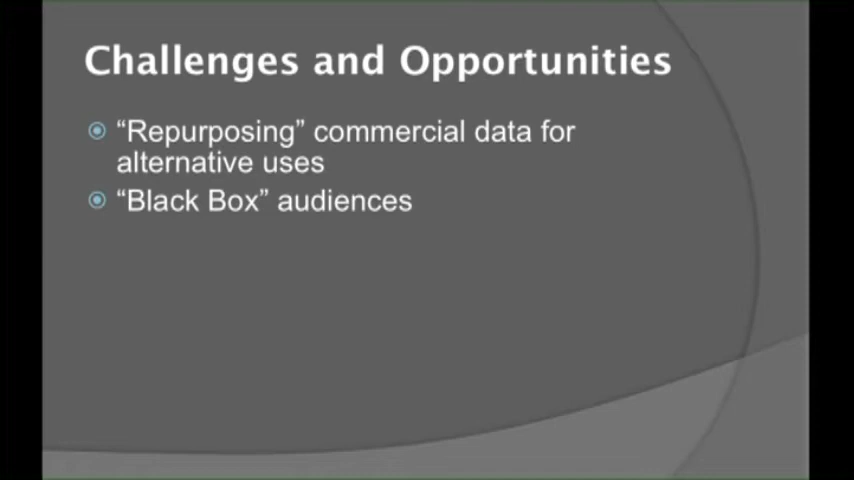 Challenges and Opportunities
“Repurposing” commercial data for
alternative uses
“Black Box” audiences